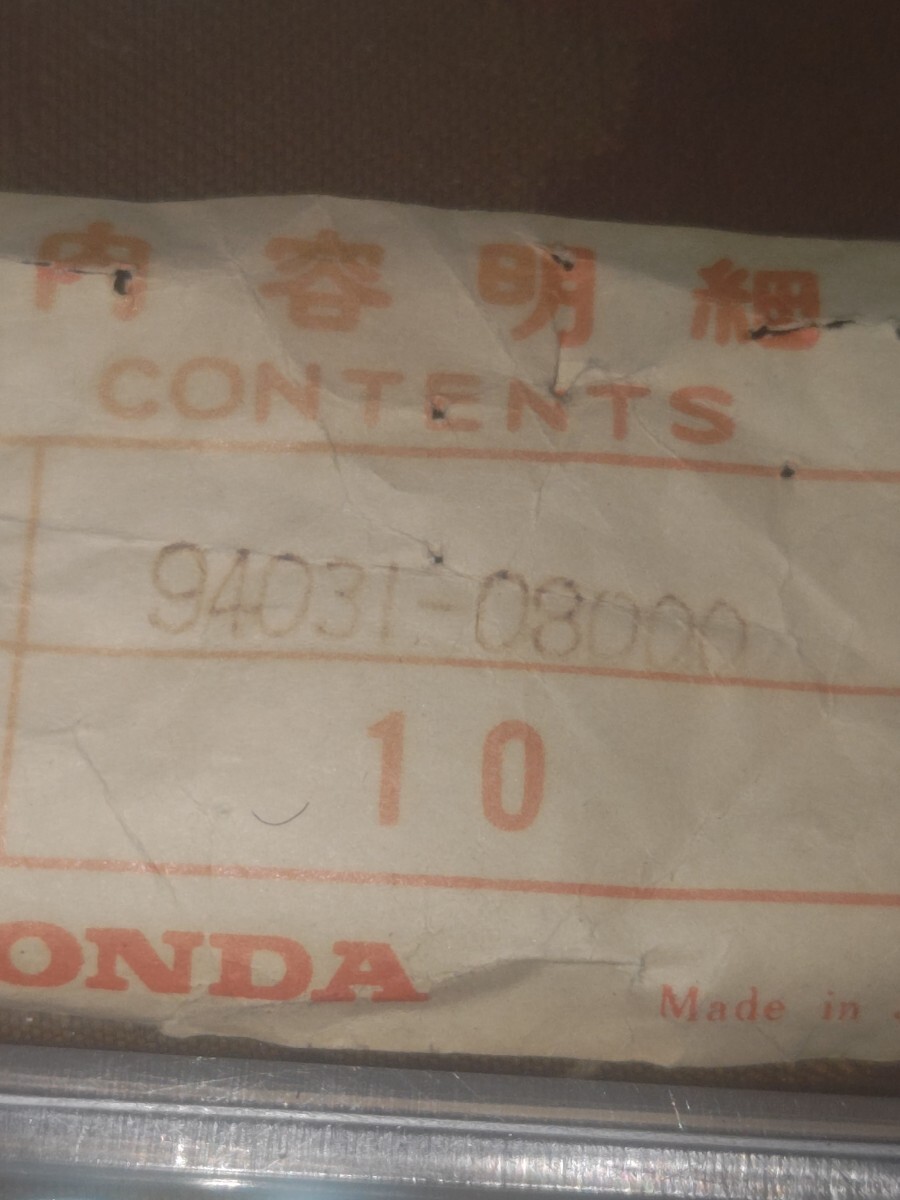 内容明細
CONTENTS
94031-08000
10
ONDA
Made in